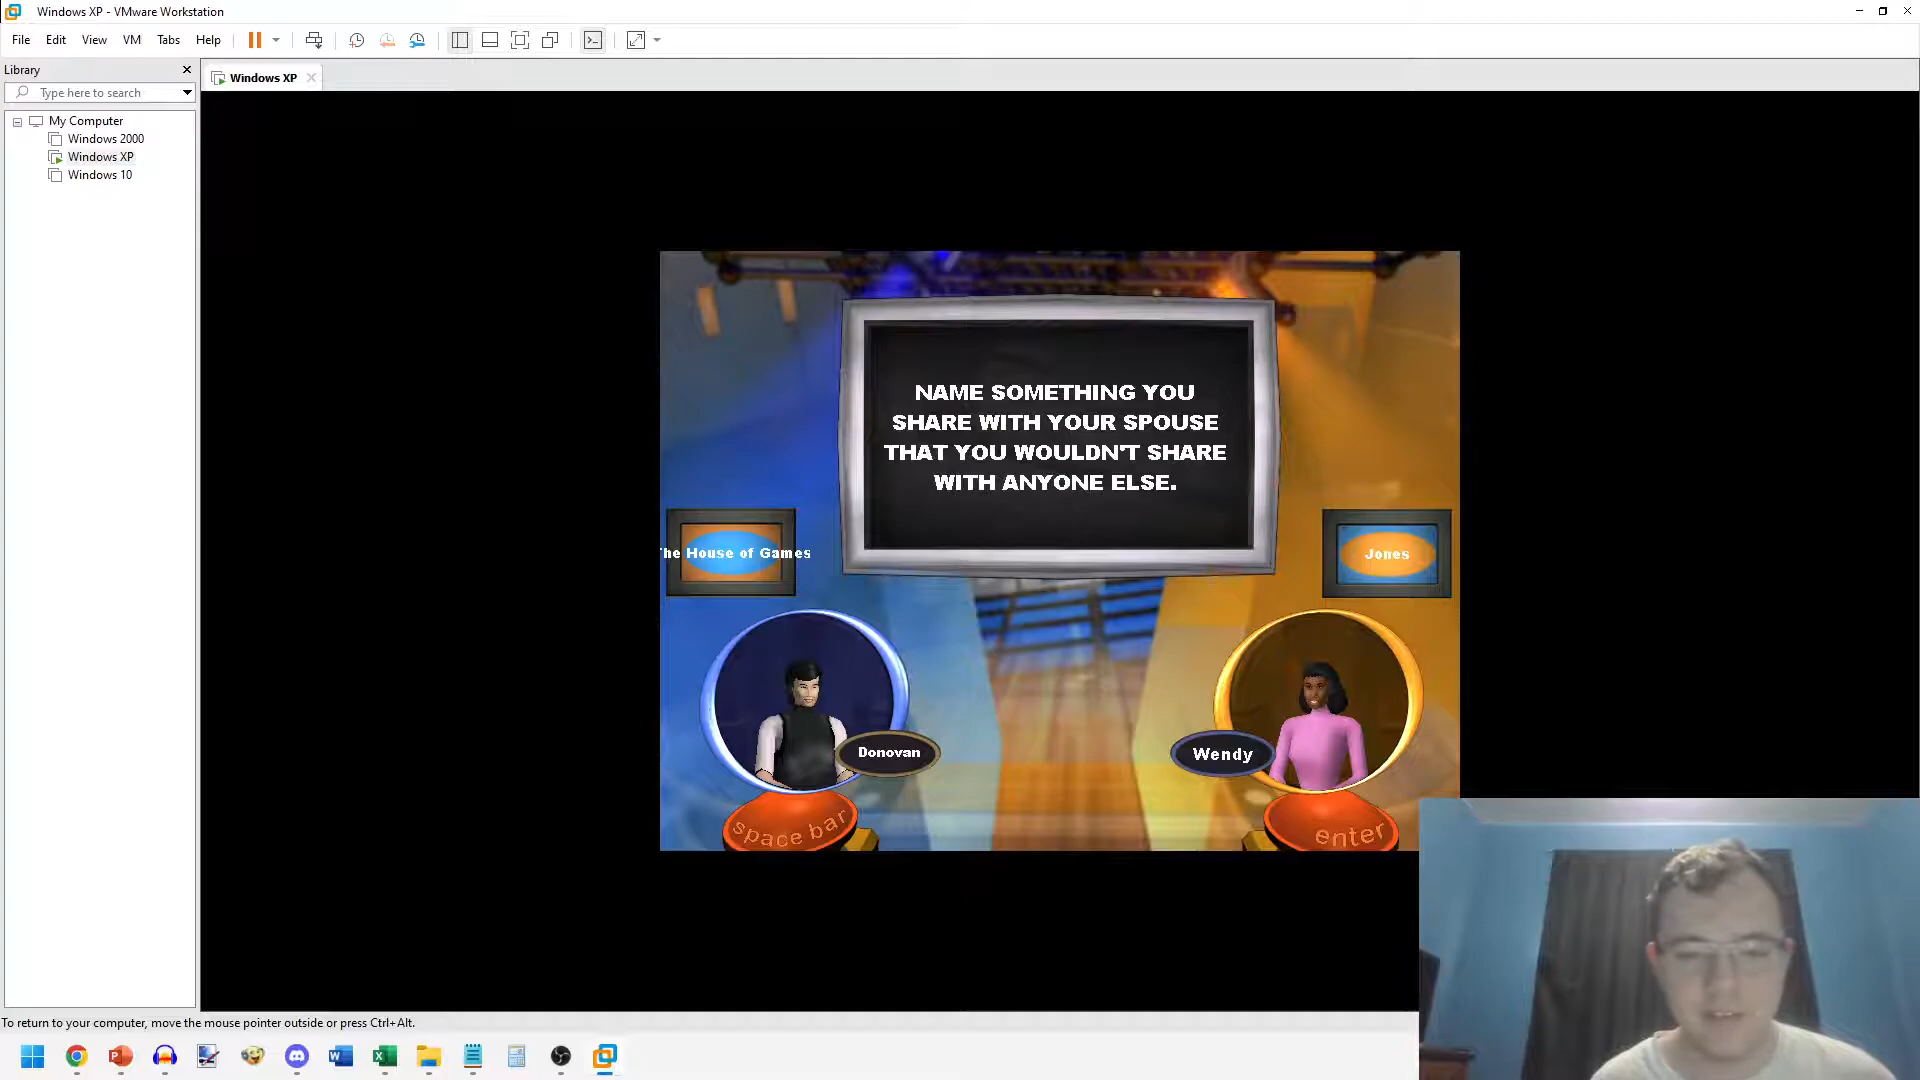 Windows XP - VMware Workstation
File Edit View VM Tabs Help
Library
Windows XP
Type here to search
My Computer
Windows 2000
Windows XP
Windows 10
NAME SOMETHING YOU
SHARE WITH YOUR SPOUSE
THAT YOU WOULDN'T SHARE
WITH ANYONE ELSE.
he House of Games
Jones
Donovan
Wendy
space bar
enter
To return to your computer, move the mouse pointer outside or press Ctrl+Alt.